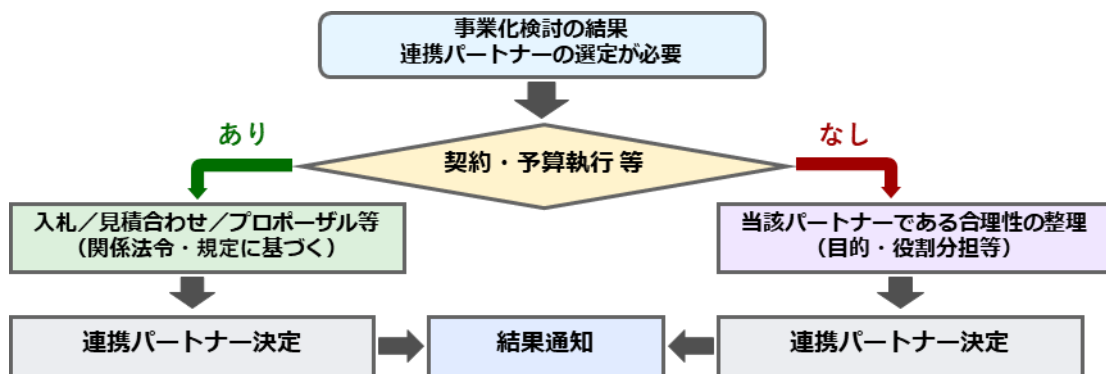 事業化検討の結果
連携パートナーの選定が必要
あり
なし
契約・予算執行 等
入札／見積合わせ／プロポーザル等
（関係法令・規定に基づく）
当該パートナーである合理性の整理
（目的・役割分担等）
連携パートナー決定
結果通知
連携パートナー決定